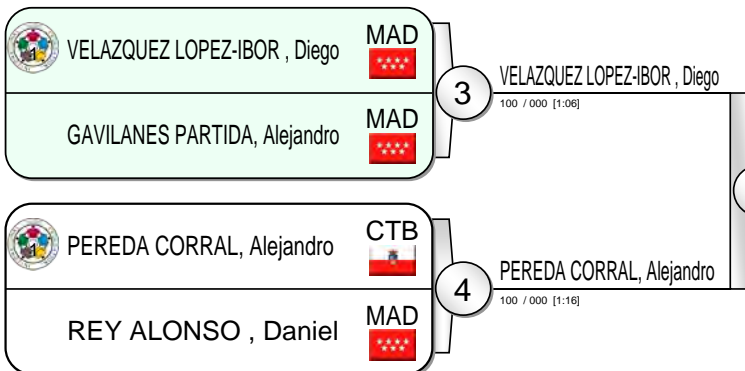 VELAZQUEZ LOPEZ-IBOR , Diego MAD
GAVILANES PARTIDA, Alejandro MAD
3
VELAZQUEZ LOPEZ-IBOR , Diego
100 / 000 [1:06]
PEREDA CORRAL, Alejandro CTB
REY ALONSO , Daniel MAD
4
PEREDA CORRAL, Alejandro
100 / 000 [1:16]